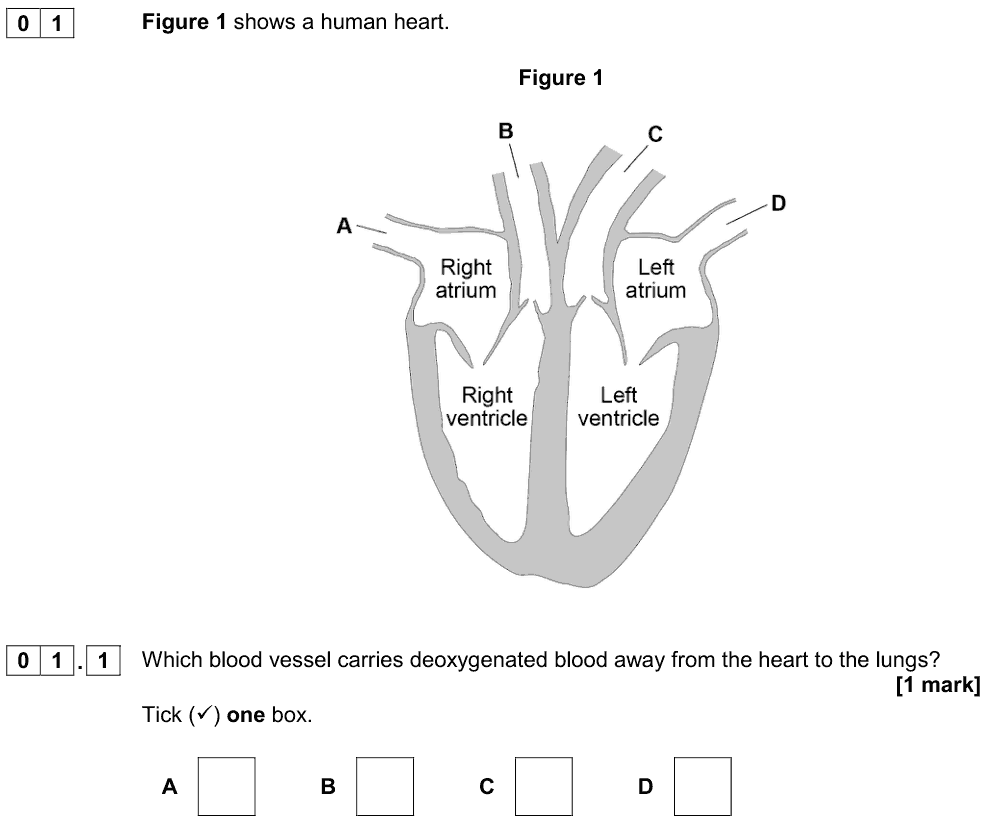 0 1 Figure 1 shows a human heart.
Figure 1
B
C
D
A
Right
atrium
Left
atrium
Right
ventricle
Left
ventricle
0 1 . 1 Which blood vessel carries deoxygenated blood away from the heart to the lungs?
[1 mark]
Tick (✓) one box.
A B C D